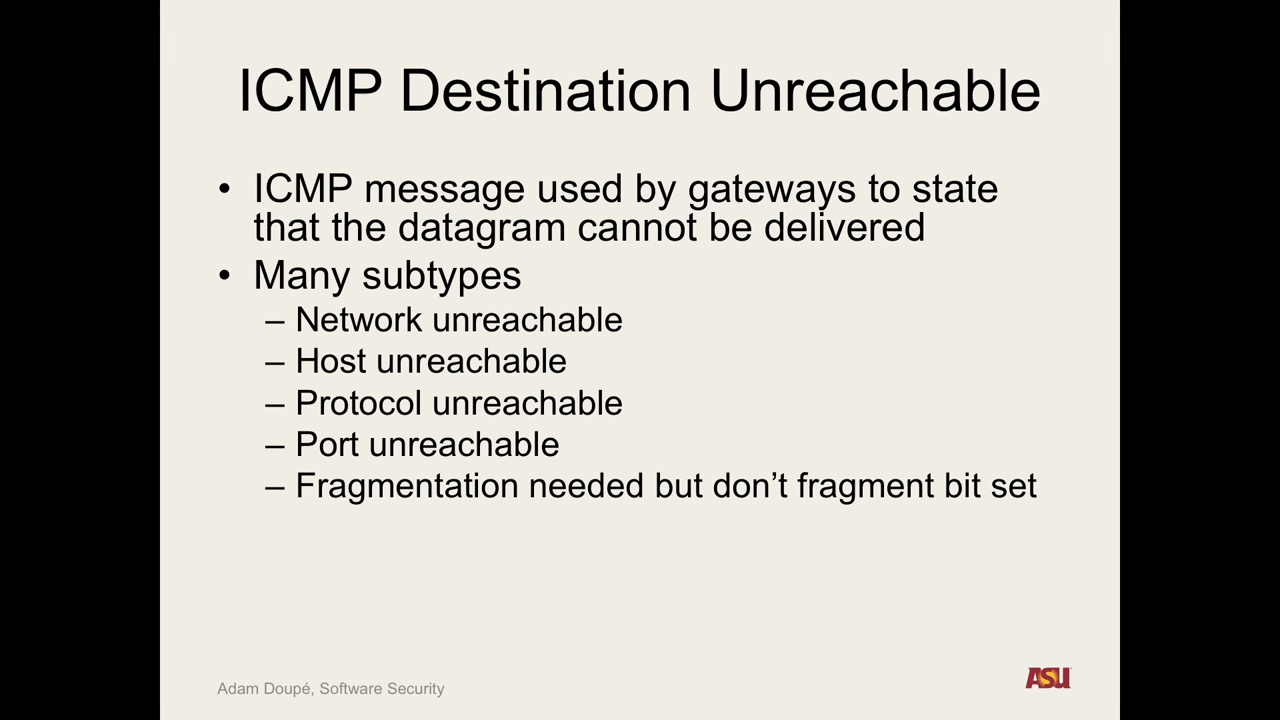 ICMP Destination Unreachable
• ICMP message used by gateways to state
that the datagram cannot be delivered
• Many subtypes
– Network unreachable
– Host unreachable
– Protocol unreachable
– Port unreachable
– Fragmentation needed but don’t fragment bit set
Adam Doupé, Software Security
ASU